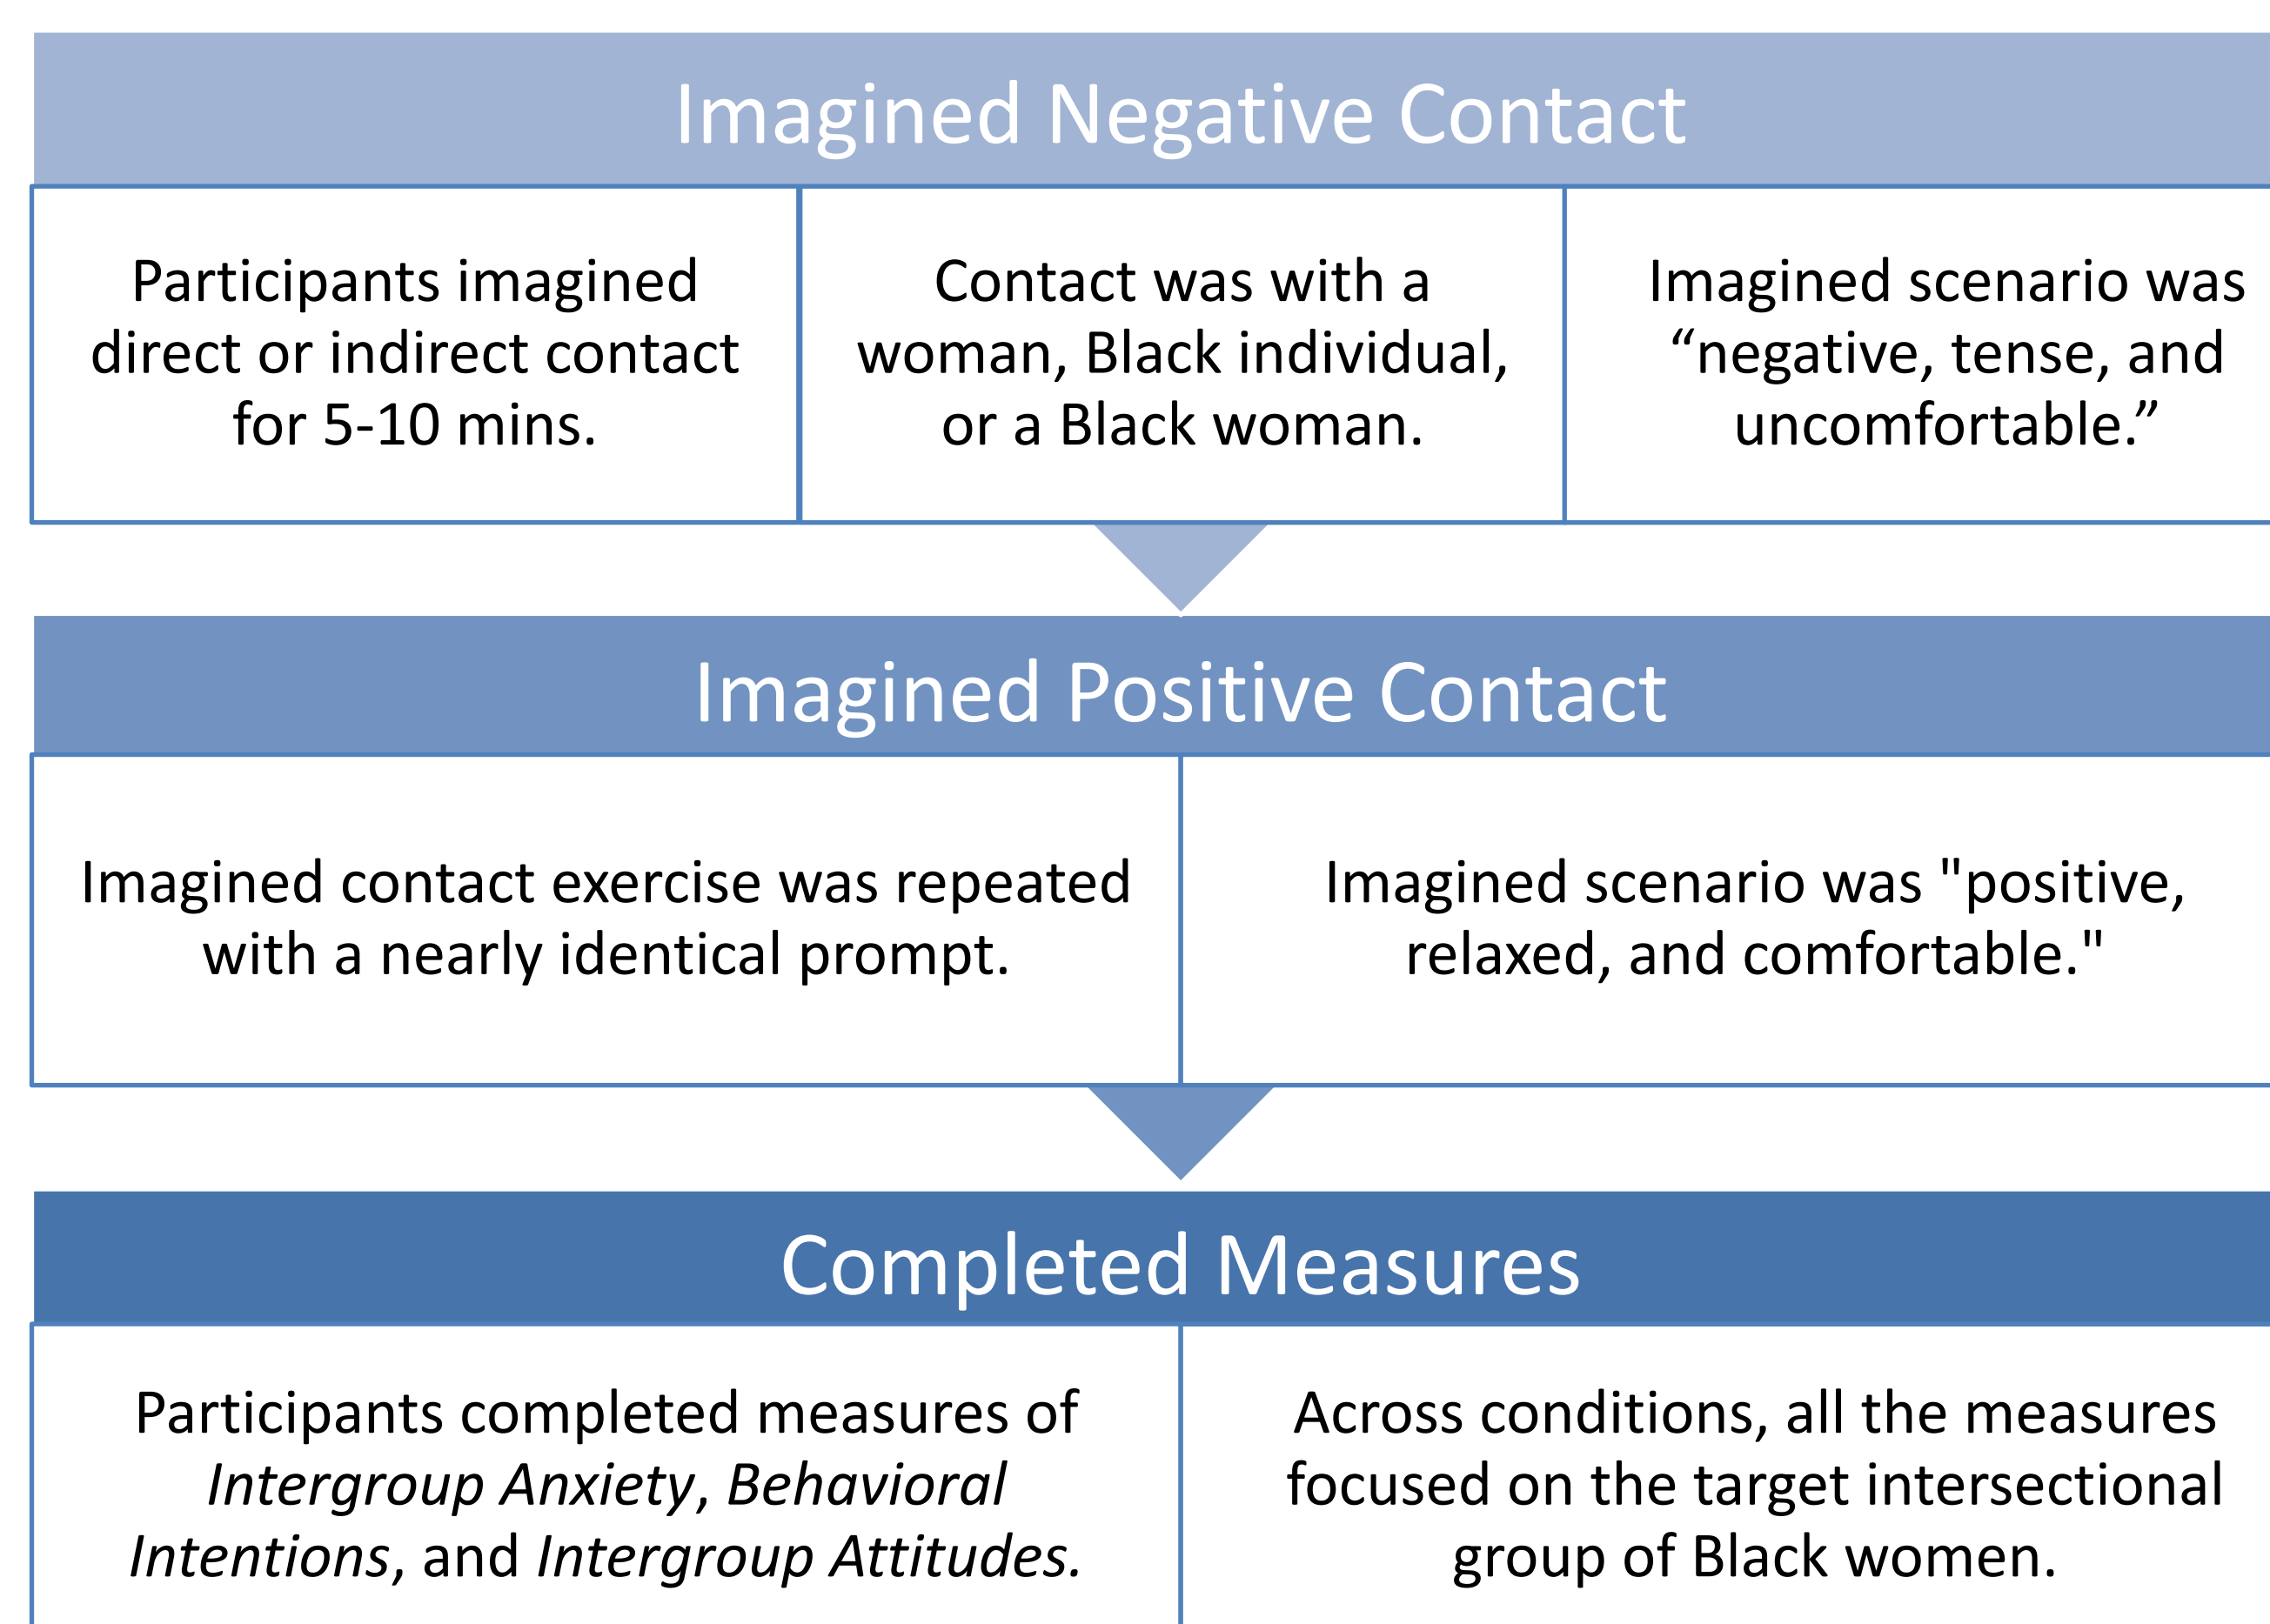 Imagined Negative Contact
Participants imagined
direct or indirect contact
for 5-10 mins.
Contact was with a
woman, Black individual,
or a Black woman.
Imagined scenario was
“negative, tense, and
uncomfortable.”
Imagined Positive Contact
Imagined contact exercise was repeated
with a nearly identical prompt.
Imagined scenario was "positive,
relaxed, and comfortable."
Completed Measures
Participants completed measures of
Intergroup Anxiety, Behavioral
Intentions, and Intergroup Attitudes.
Across conditions, all the measures
focused on the target intersectional
group of Black women.